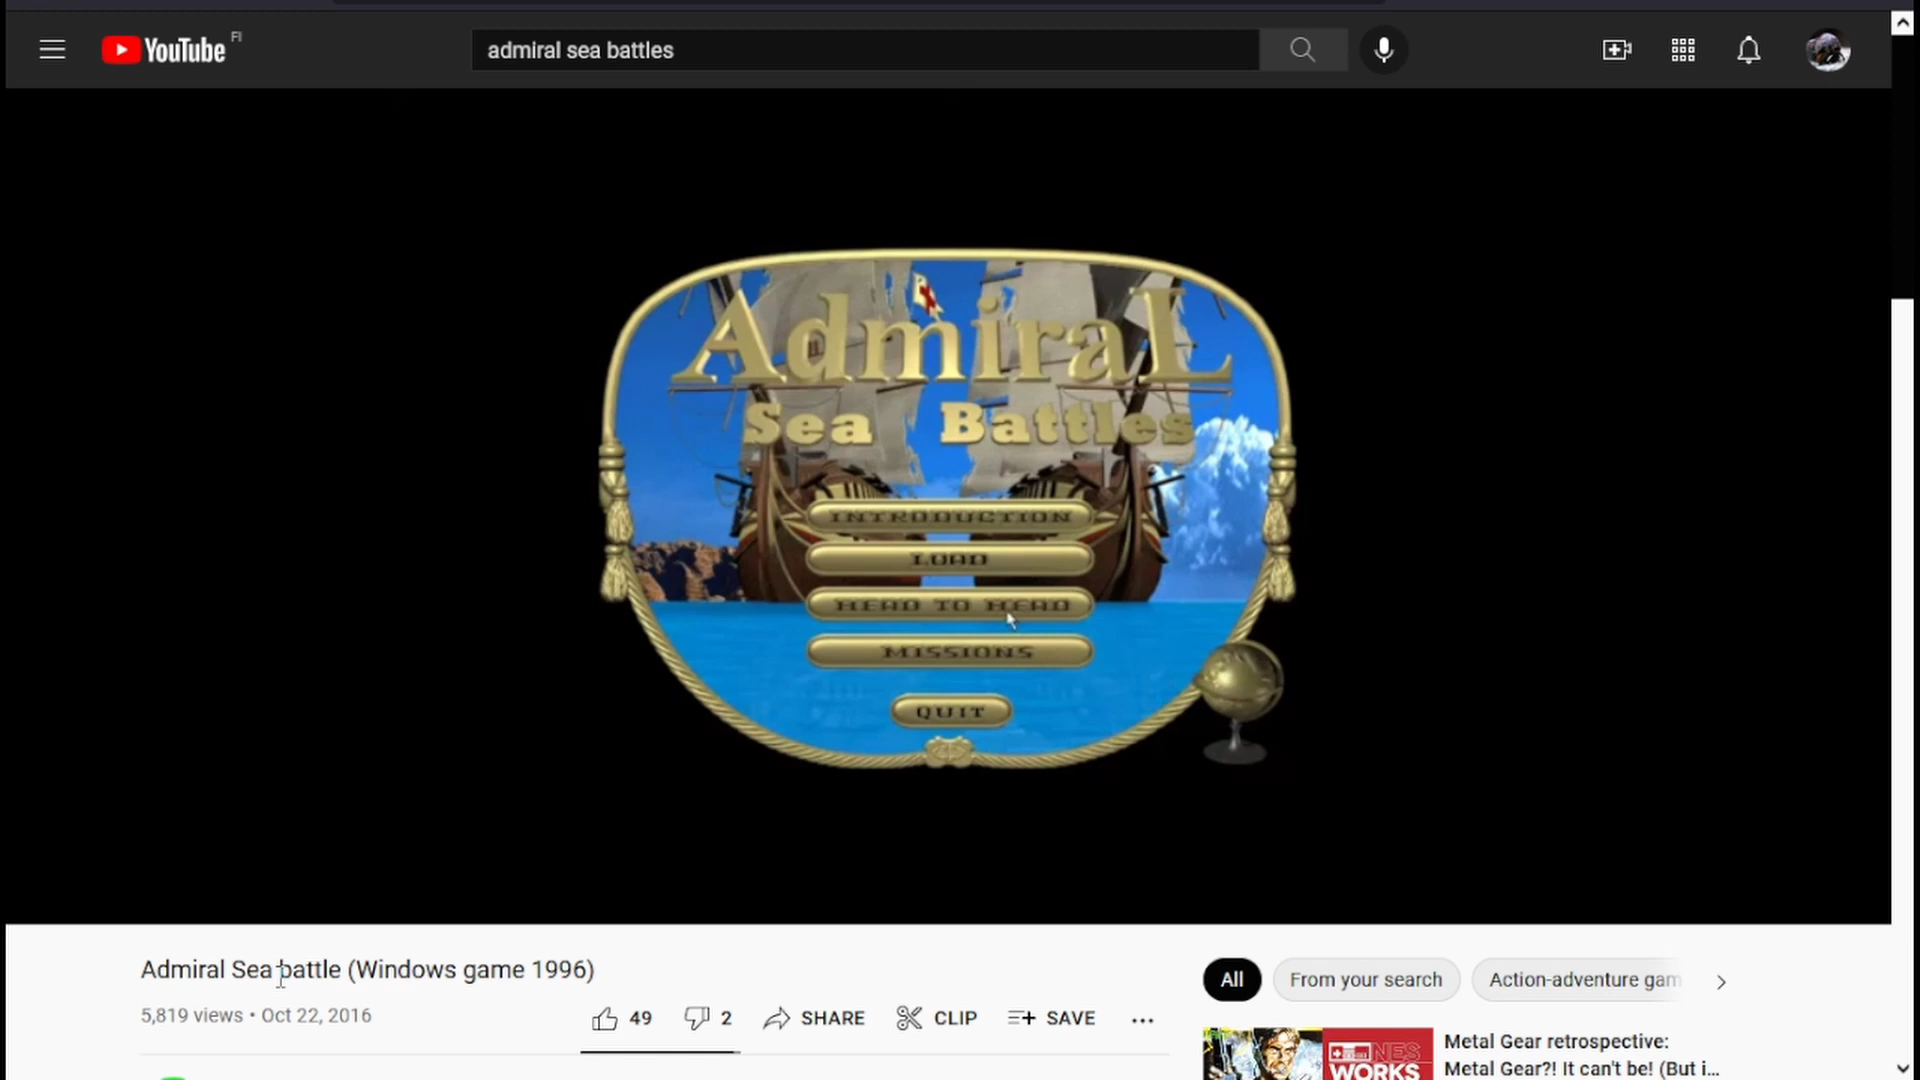 YouTube FI
admiral sea battles
AdmiraL
Sea Battles
INTRODUCTION
LOAD
HEAD TO HEAD
MISSIONS
QUIT
Admiral Sea battle (Windows game 1996)
5,819 views • Oct 22, 2016
49
2
SHARE
CLIP
SAVE
All
From your search
Action-adventure gam
NES
WORKS
Metal Gear retrospective:
Metal Gear?! It can't be! (But i...